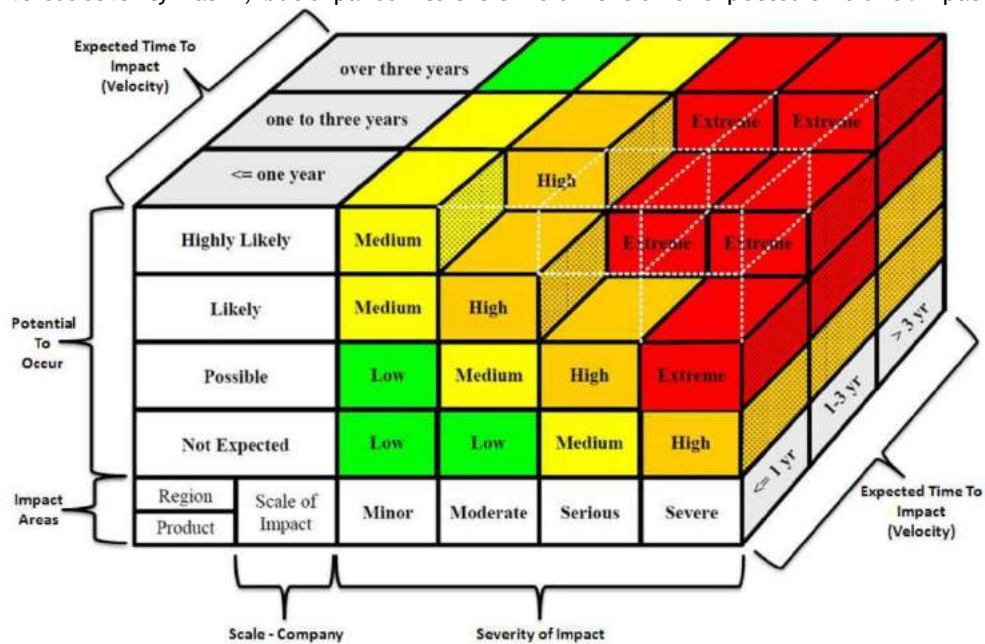 Expected Time To
Impact
(Velocity)
over three years
one to three years
<= one year
Extreme Extreme
High
Highly Likely Medium Extreme Extreme
Likely Medium High
Potential
To
Occur
Possible Low Medium High Extreme
> 3 yr
1-3 yr
<= 1 yr
Not Expected Low Low Medium High
Impact
Areas
Region
Product
Scale of
Impact
Minor Moderate Serious Severe
Expected Time To
Impact
(Velocity)
Scale - Company
Severity of Impact